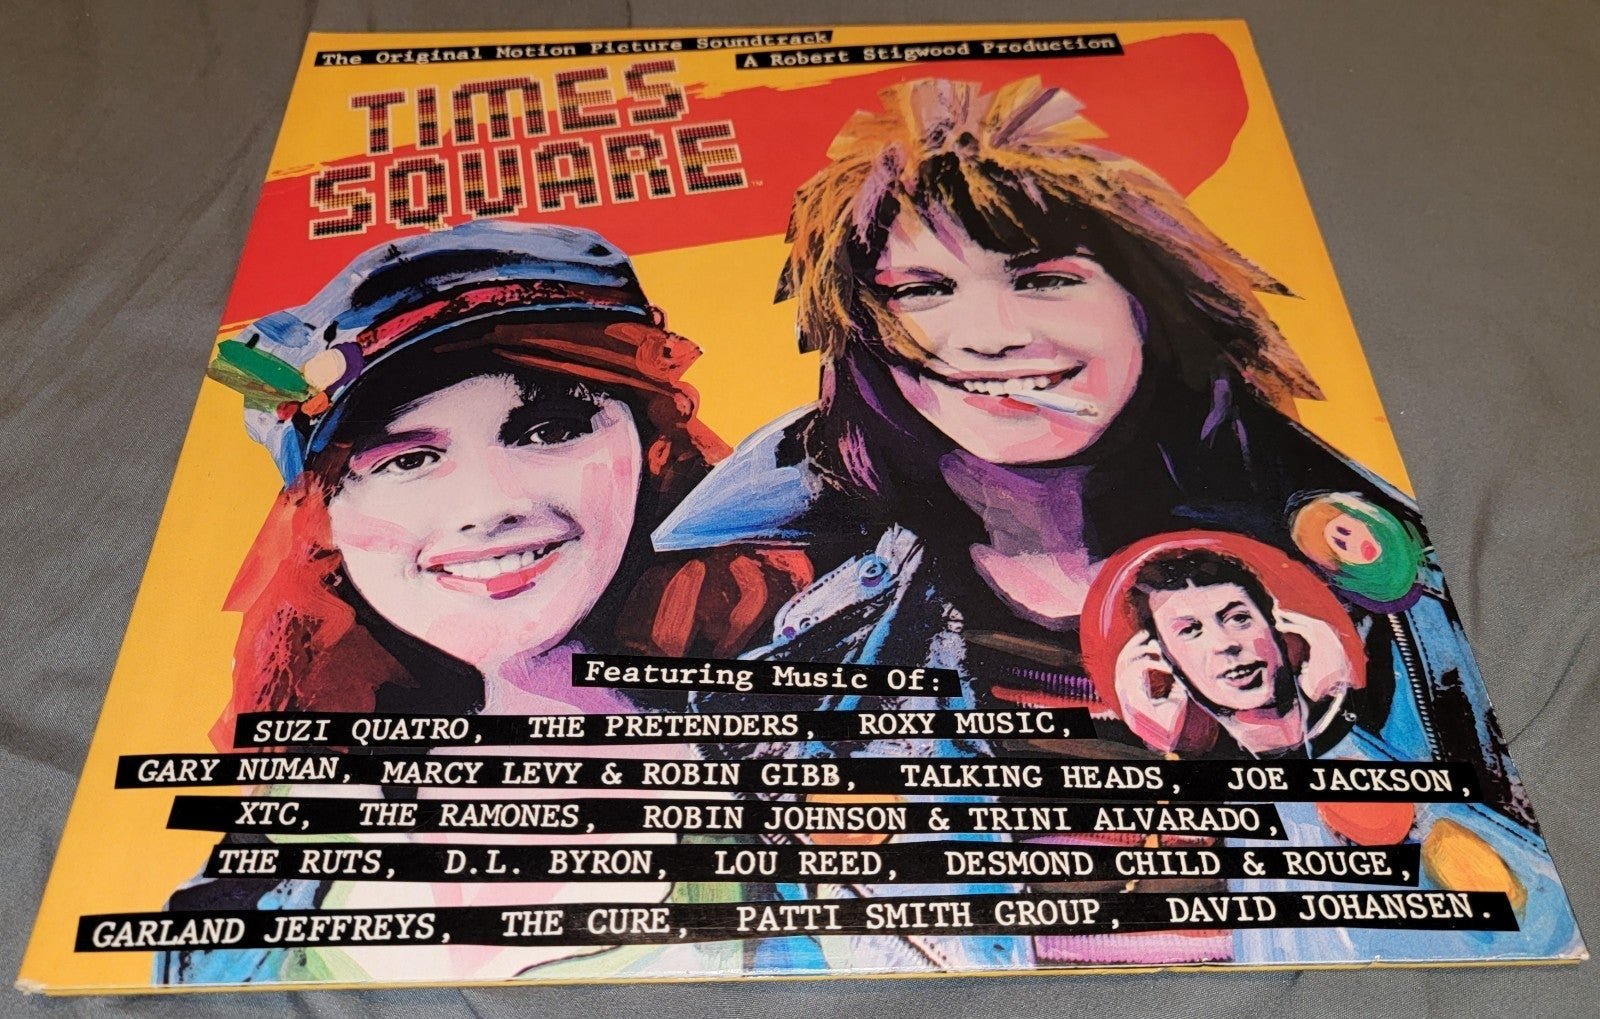 The Original Motion Picture Soundtrack
A Robert Stigwood Production
TIMES
SQUARE™
Featuring Music Of:
SUZI QUATRO, THE PRETENDERS, ROXY MUSIC,
GARY NUMAN, MARCY LEVY & ROBIN GIBB, TALKING HEADS, JOE JACKSON,
XTC, THE RAMONES, ROBIN JOHNSON & TRINI ALVARADO,
THE RUTS, D.L. BYRON, LOU REED, DESMOND CHILD & ROUGE,
GARLAND JEFFREYS, THE CURE, PATTI SMITH GROUP, DAVID JOHANSEN.